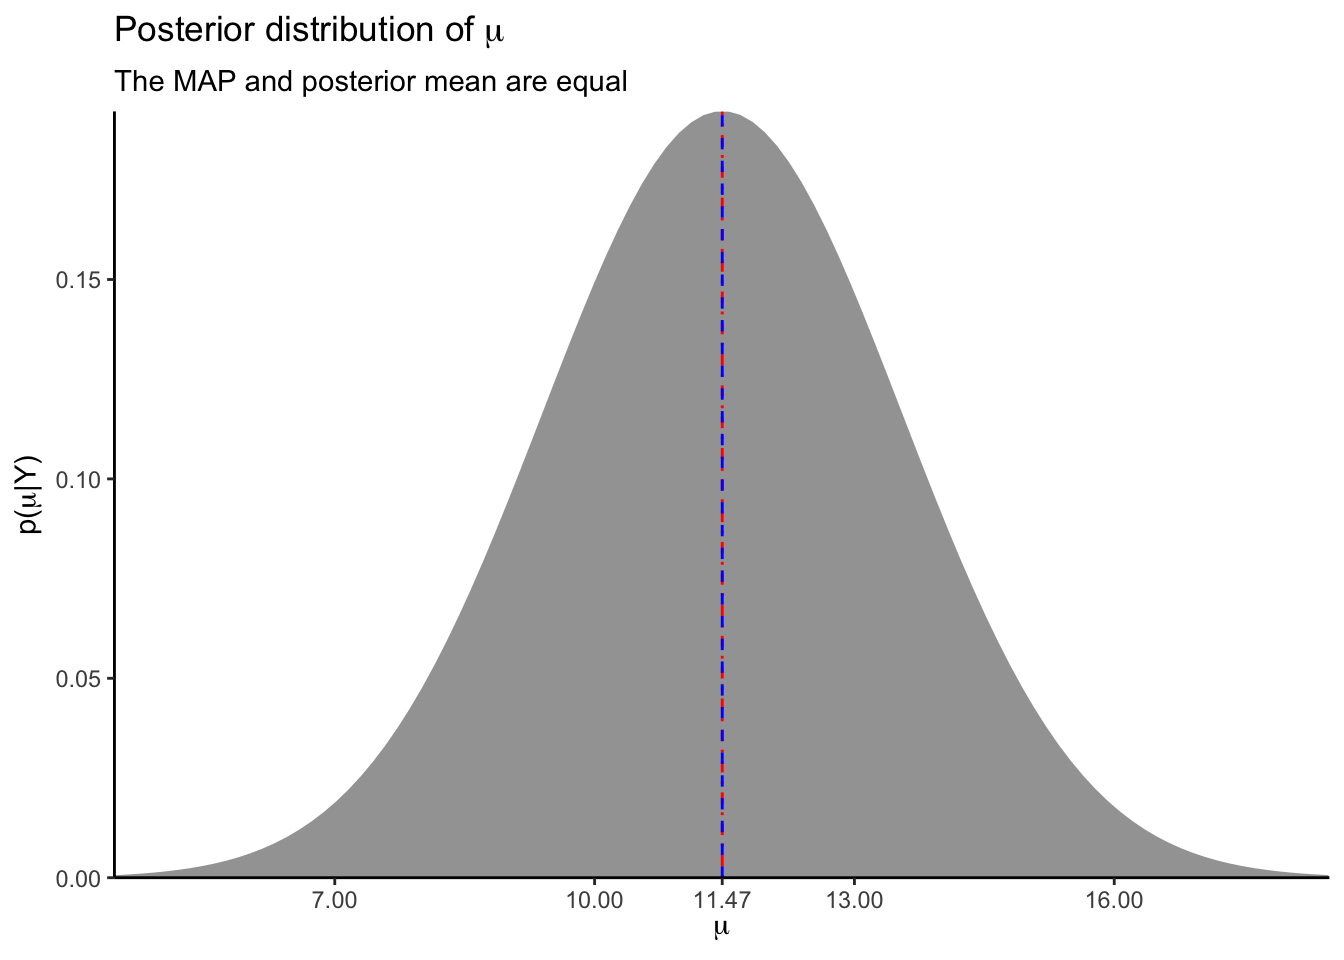 Posterior distribution of μ
The MAP and posterior mean are equal
p(μ|Y)
0.15
0.10
0.05
0.00
7.00
10.00
11.47
13.00
16.00
μ